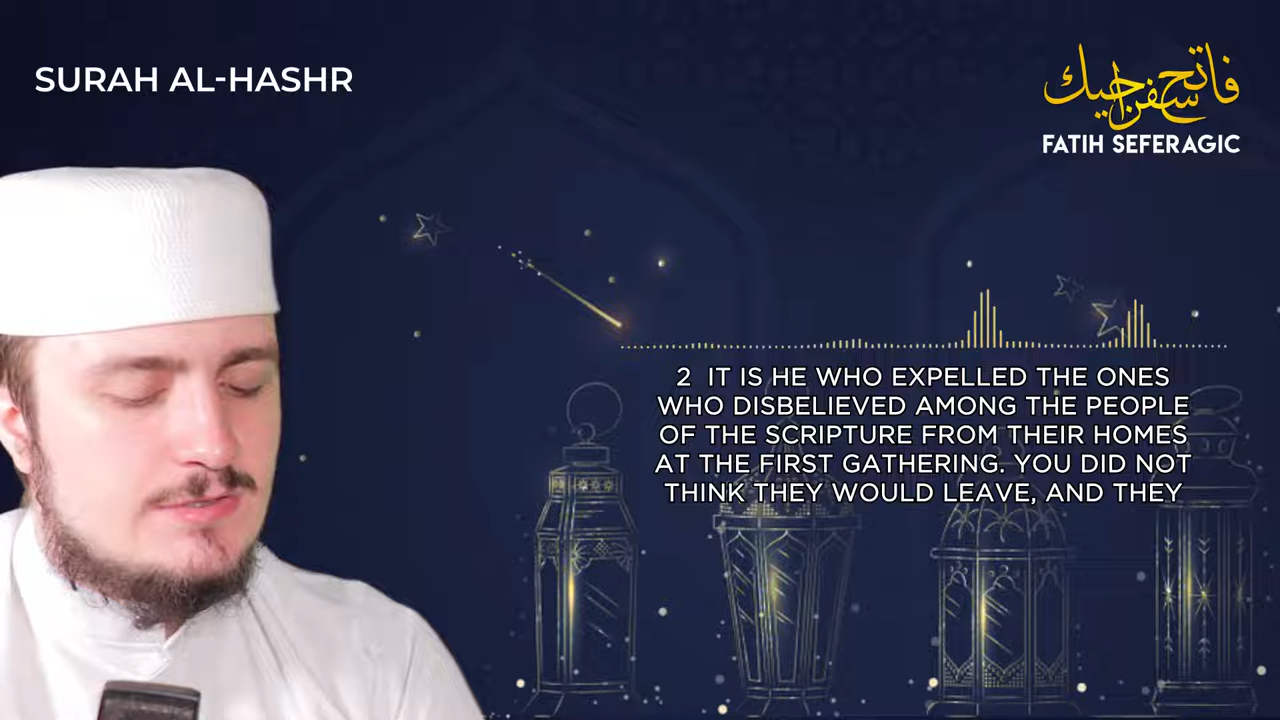 SURAH AL-HASHR
فاتح سفراجيك
FATIH SEFERAGIC
2 IT IS HE WHO EXPELLED THE ONES
WHO DISBELIEVED AMONG THE PEOPLE
OF THE SCRIPTURE FROM THEIR HOMES
AT THE FIRST GATHERING. YOU DID NOT
THINK THEY WOULD LEAVE, AND THEY